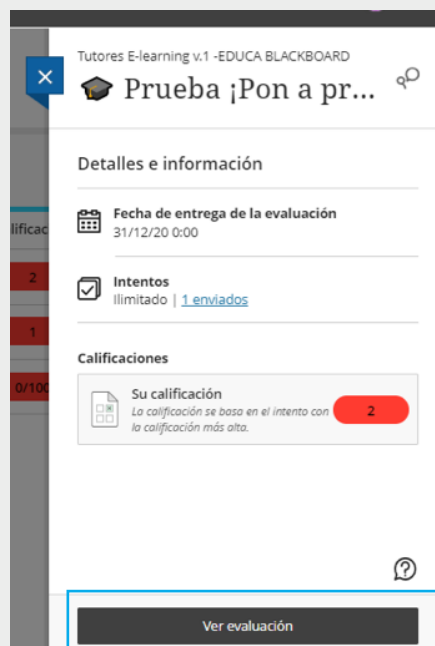 Tutores E-learning v.1 -EDUCA BLACKBOARD
Prueba ¡Pon a pr...
Detalles e información
Fecha de entrega de la evaluación
31/12/20 0:00
Intentos
Ilimitado | 1 enviados
Calificaciones
Su calificación
La calificación se basa en el intento con
la calificación más alta.
2
lificac
2
1
0/100
Ver evaluación